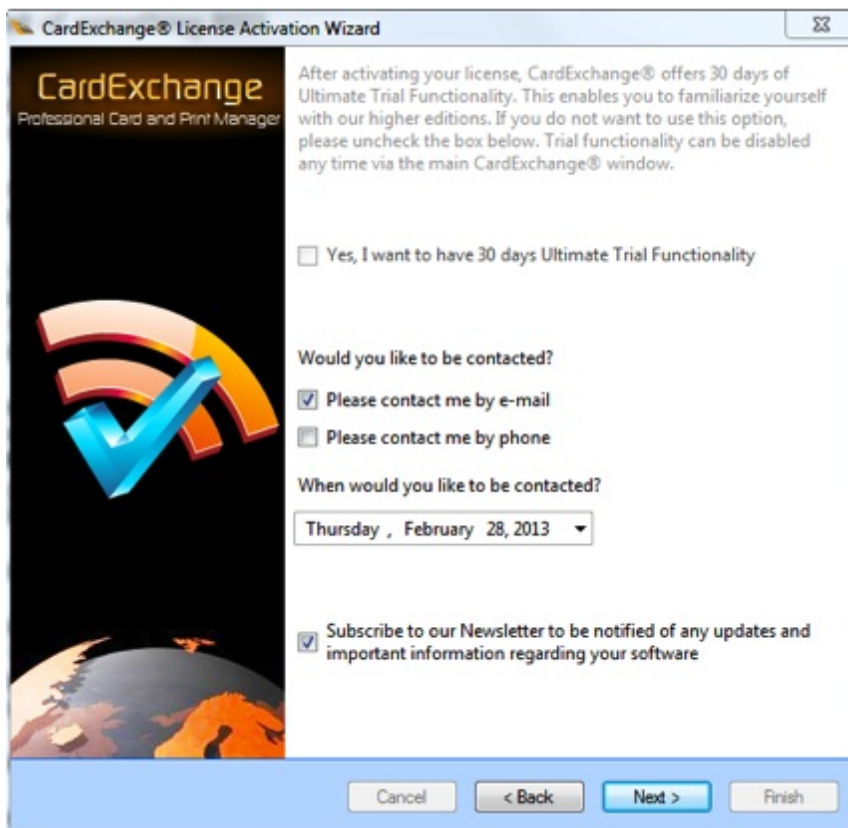 CardExchange® License Activation Wizard
CardExchange
Professional Card and Print Manager
After activating your license, CardExchange® offers 30 days of
Ultimate Trial Functionality. This enables you to familiarize yourself
with our higher editions. If you do not want to use this option,
please uncheck the box below. Trial functionality can be disabled
any time via the main CardExchange® window.
Yes, I want to have 30 days Ultimate Trial Functionality
Would you like to be contacted?
Please contact me by e-mail
Please contact me by phone
When would you like to be contacted?
Thursday , February 28, 2013
Subscribe to our Newsletter to be notified of any updates and
important information regarding your software
Cancel
< Back
Next >
Finish